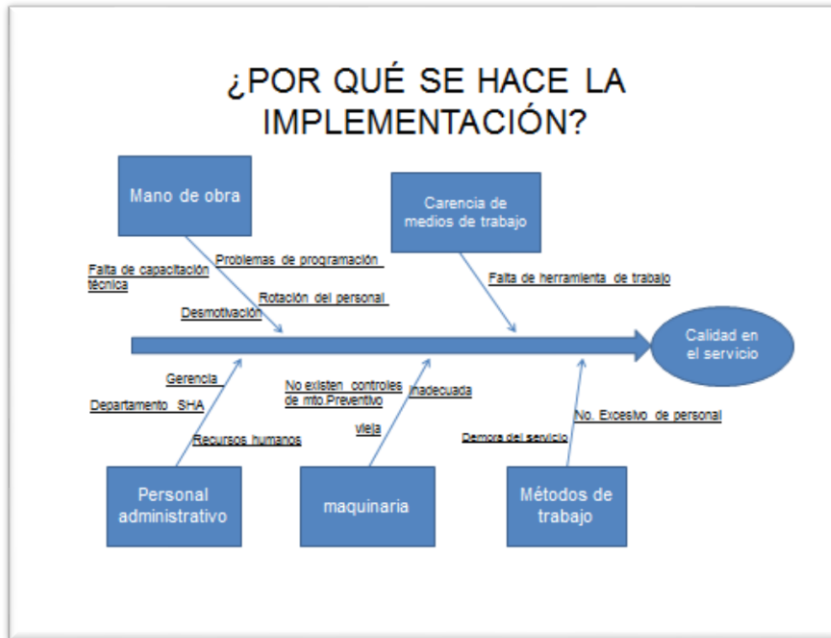 ¿POR QUÉ SE HACE LA
IMPLEMENTACIÓN?
Mano de obra
Carencia de
medios de trabajo
Problemas de programación
Falta de capacitación
técnica
Falta de herramienta de trabajo
Rotación del personal
Desmotivación
Calidad en
el servicio
Gerencia
No existen controles
de mto.Preventivo
inadecuada
Departamento SHA
No. Excesivo de personal
vieja
Recursos humanos
Demora del servicio
Personal
administrativo
maquinaria
Métodos de
trabajo